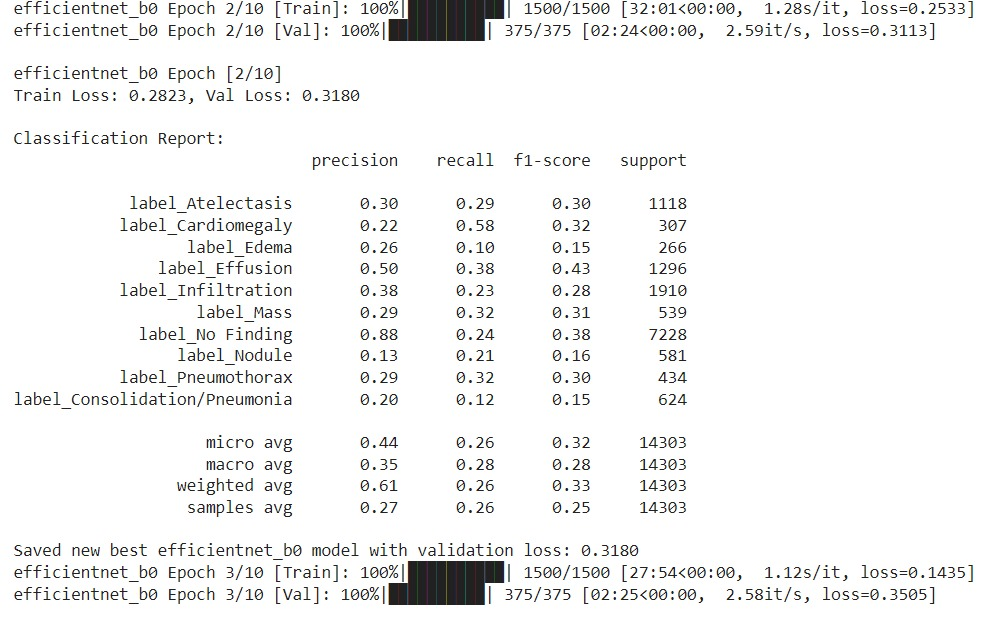 efficientnet_b0 Epoch 2/10 [Train]: 100%|██████████| 1500/1500 [32:01<00:00,  1.28s/it, loss=0.2533]
efficientnet_b0 Epoch 2/10 [Val]: 100%|██████████| 375/375 [02:24<00:00,  2.59it/s, loss=0.3113]
efficientnet_b0 Epoch [2/10]
Train Loss: 0.2823, Val Loss: 0.3180
Classification Report:
precision recall f1-score support
label_Atelectasis 0.30 0.29 0.30 1118
label_Cardiomegaly 0.22 0.58 0.32 307
label_Edema 0.26 0.10 0.15 266
label_Effusion 0.50 0.38 0.43 1296
label_Infiltration 0.38 0.23 0.28 1910
label_Mass 0.29 0.32 0.31 539
label_No Finding 0.88 0.24 0.38 7228
label_Nodule 0.13 0.21 0.16 581
label_Pneumothorax 0.29 0.32 0.30 434
label_Consolidation/Pneumonia 0.20 0.12 0.15 624
micro avg 0.44 0.26 0.32 14303
macro avg 0.35 0.28 0.28 14303
weighted avg 0.61 0.26 0.33 14303
samples avg 0.27 0.26 0.25 14303
Saved new best efficientnet_b0 model with validation loss: 0.3180
efficientnet_b0 Epoch 3/10 [Train]: 100%|██████████| 1500/1500 [27:54<00:00,  1.12s/it, loss=0.1435]
efficientnet_b0 Epoch 3/10 [Val]: 100%|██████████| 375/375 [02:25<00:00,  2.58it/s, loss=0.3505]